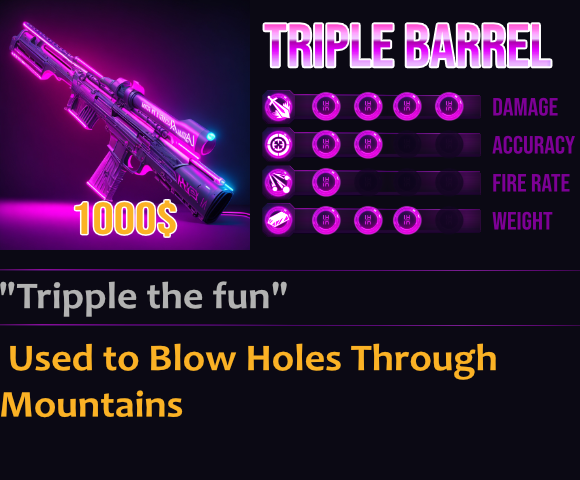 TRIPLE BARREL
DAMAGE
ACCURACY
FIRE RATE
WEIGHT
1000$
"Tripple the fun"
Used to Blow Holes Through
Mountains